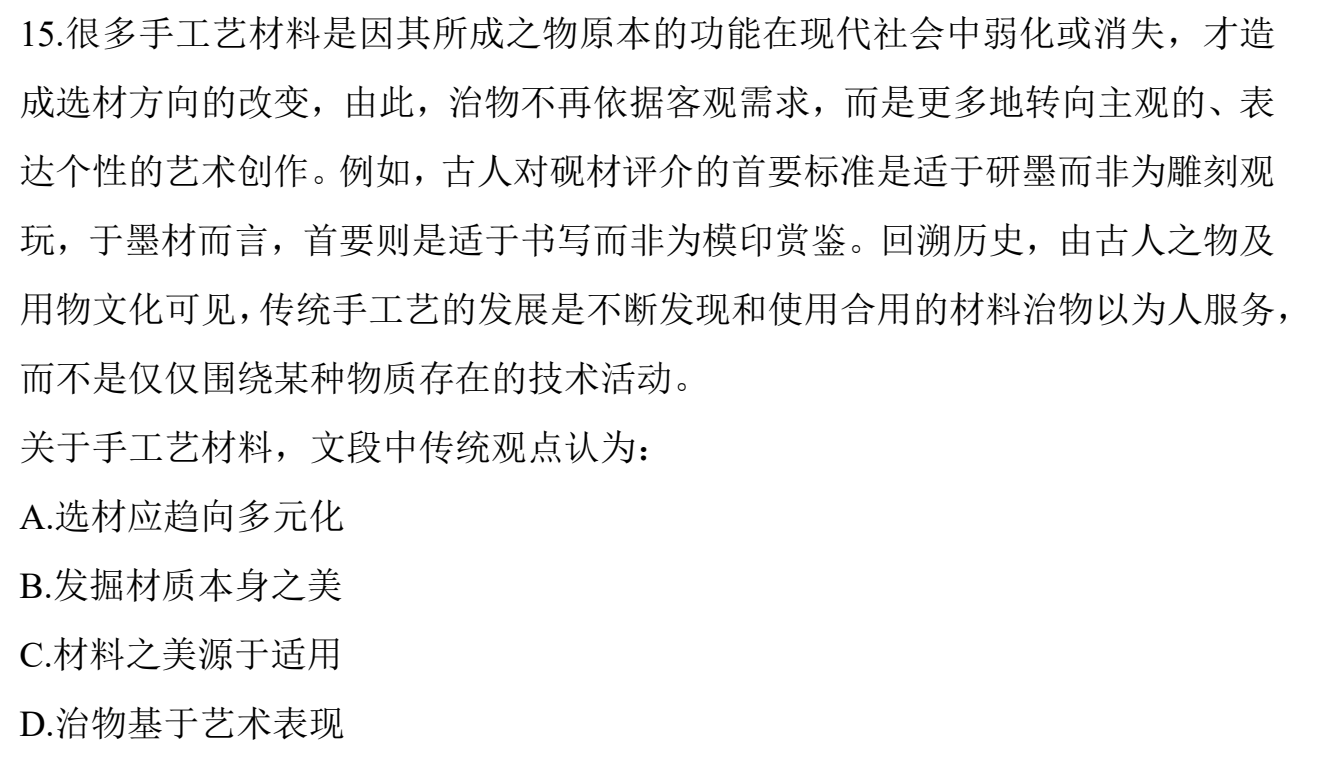 15.很多手工艺材料是因其所成之物原本的功能在现代社会中弱化或消失，才造
成选材方向的改变，由此，治物不再依据客观需求，而是更多地转向主观的、表
达个性的艺术创作。例如，古人对砚材评介的首要标准是适于研墨而非为雕刻观
玩，于墨材而言，首要则是适于书写而非为模印赏鉴。回溯历史，由古人之物及
用物文化可见，传统手工艺的发展是不断发现和使用合用的材料治物以为人服务，
而不是仅仅围绕某种物质存在的技术活动。
关于手工艺材料，文段中传统观点认为：
A.选材应趋向多元化
B.发掘材质本身之美
C.材料之美源于适用
D.治物基于艺术表现